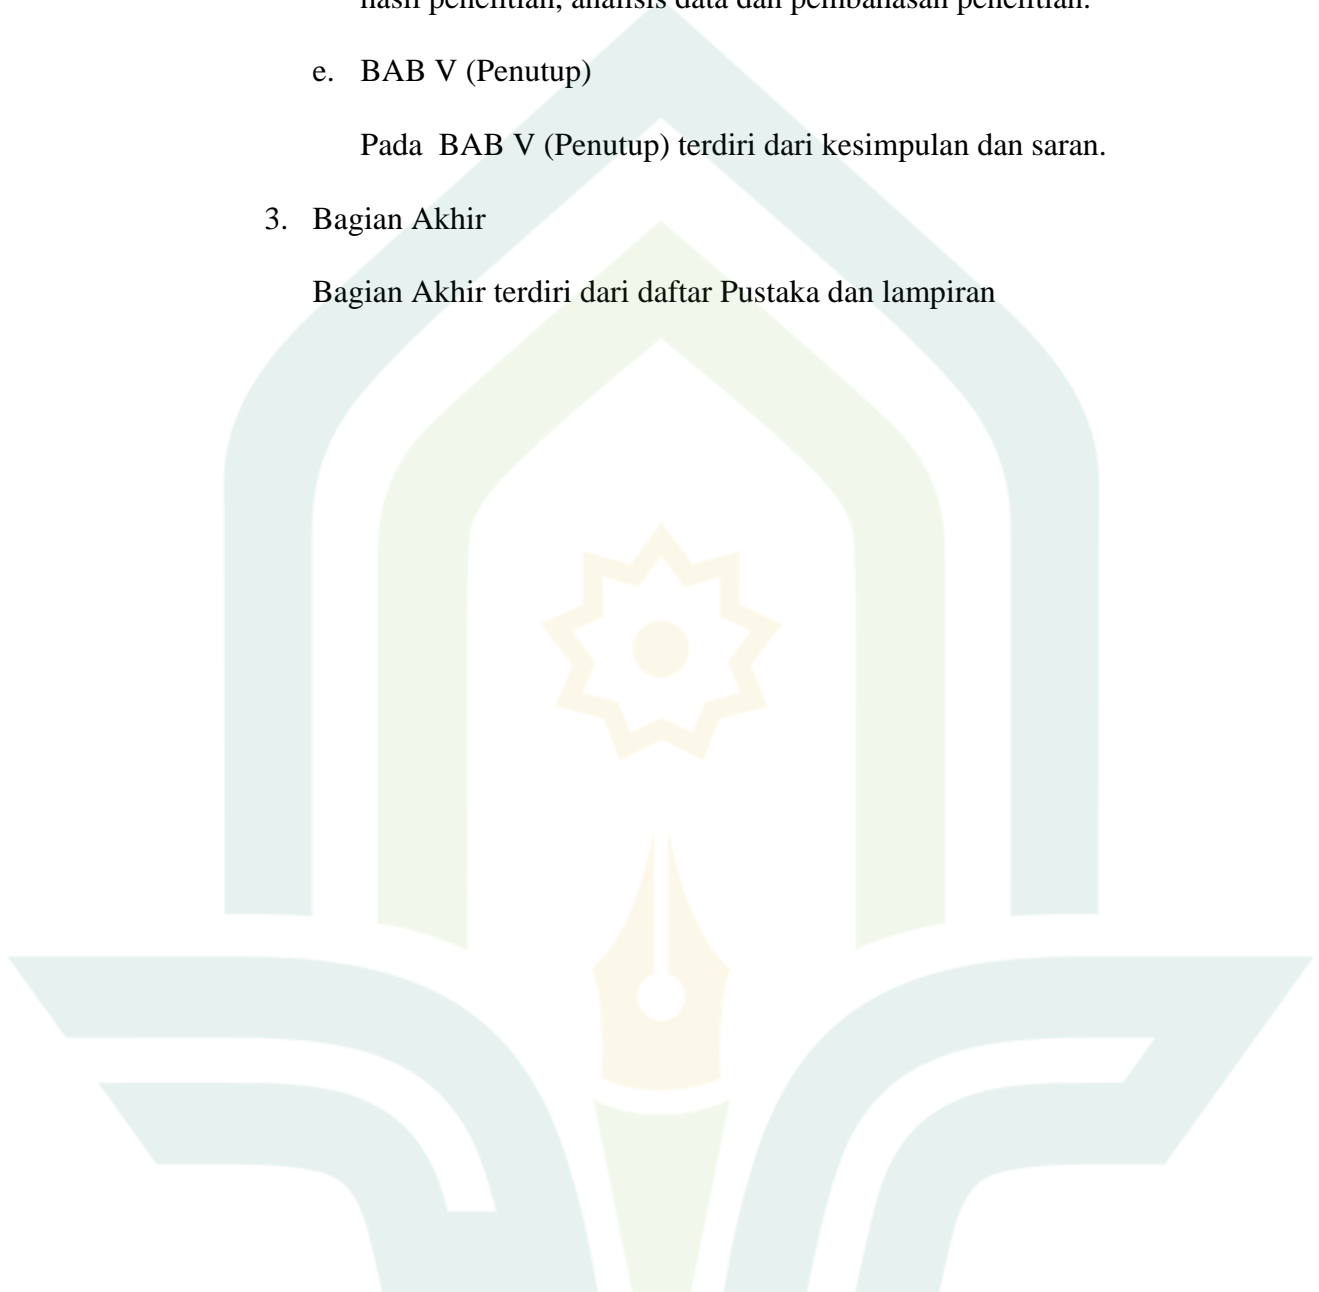 hasil penelitian, analisis data dan pembahasan penelitian.
e. BAB V (Penutup)
Pada BAB V (Penutup) terdiri dari kesimpulan dan saran.
3. Bagian Akhir
Bagian Akhir terdiri dari daftar Pustaka dan lampiran